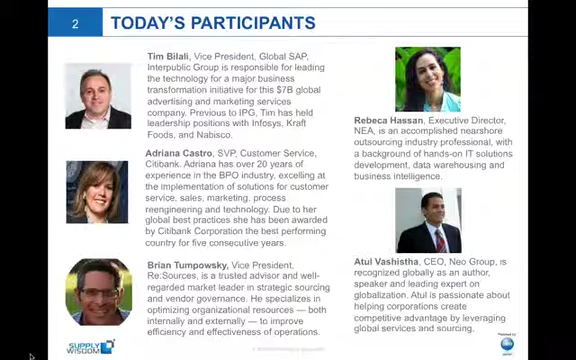 2
TODAY'S PARTICIPANTS
Tim Bilali, Vice President, Global SAP,
Interpublic Group is responsible for leading
the technology for a major business
transformation initiative for this $7B global
advertising and marketing services
company. Previous to IPG, Tim has held
leadership positions with Infosys, Kraft
Foods, and Nabisco.
Adriana Castro, SVP, Customer Service,
Citibank. Adriana has over 20 years of
experience in the BPO industry, excelling at
the implementation of solutions for customer
service, sales, marketing, process
reengineering and technology. Due to her
global best practices she has been awarded
by Citibank Corporation the best performing
country for five consecutive years.
Brian Tumpowsky, Vice President,
Re:Sources, is a trusted advisor and well-
regarded market leader in strategic sourcing
and vendor governance. He specializes in
optimizing organizational resources — both
internally and externally — to improve
efficiency and effectiveness of operations.
Rebeca Hassan, Executive Director,
NEA, is an accomplished nearshore
outsourcing industry professional, with
a background of hands-on IT solutions
development, data warehousing and
business intelligence.
Atul Vashistha, CEO, Neo Group, is
recognized globally as an author,
speaker and leading expert on
globalization. Atul is passionate about
helping corporations create
competitive advantage by leveraging
global services and sourcing.
SUPPLY
WISDOM